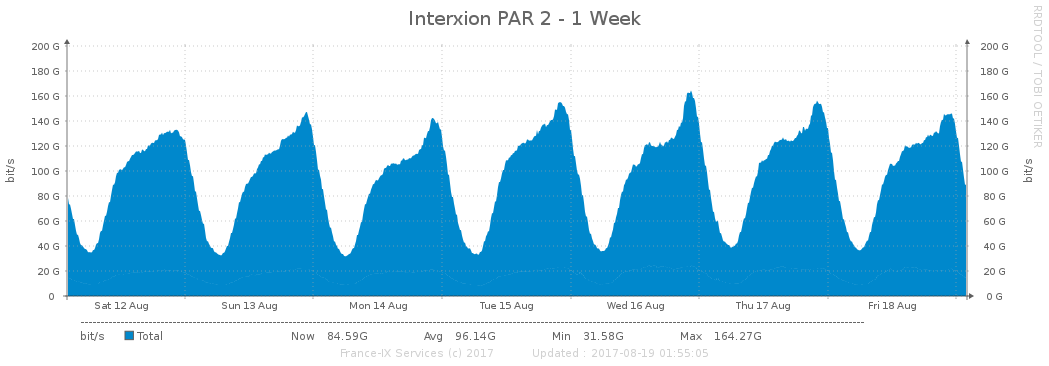 Interxion PAR 2 - 1 Week
RRDTOOL / TOBI OETIKER
200 G 200 G
180 G 180 G
160 G 160 G
140 G 140 G
120 G 120 G
100 G 100 G
80 G 80 G
60 G 60 G
40 G 40 G
20 G 20 G
0 0 G
bit/s
bit/s
Sat 12 Aug Sun 13 Aug Mon 14 Aug Tue 15 Aug Wed 16 Aug Thu 17 Aug Fri 18 Aug
bit/s Total Now 84.59G Avg 96.14G Min 31.58G Max 164.27G
France-IX Services (c) 2017 Updated : 2017-08-19 01:55:05